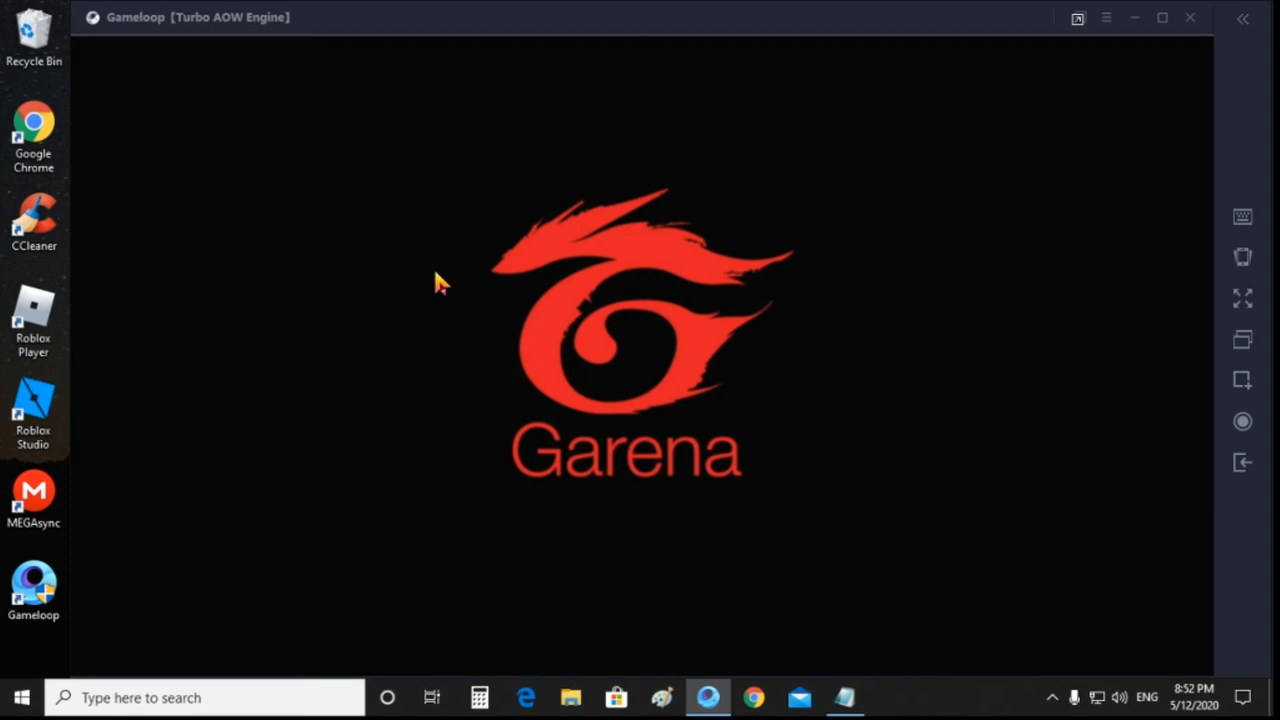 Gameloop [Turbo AOW Engine]
Recycle Bin
Google
Chrome
CCleaner
Roblox
Player
Roblox
Studio
M
MEGAsync
Gameloop
Garena
Type here to search
ENG
8:52 PM
5/12/2020